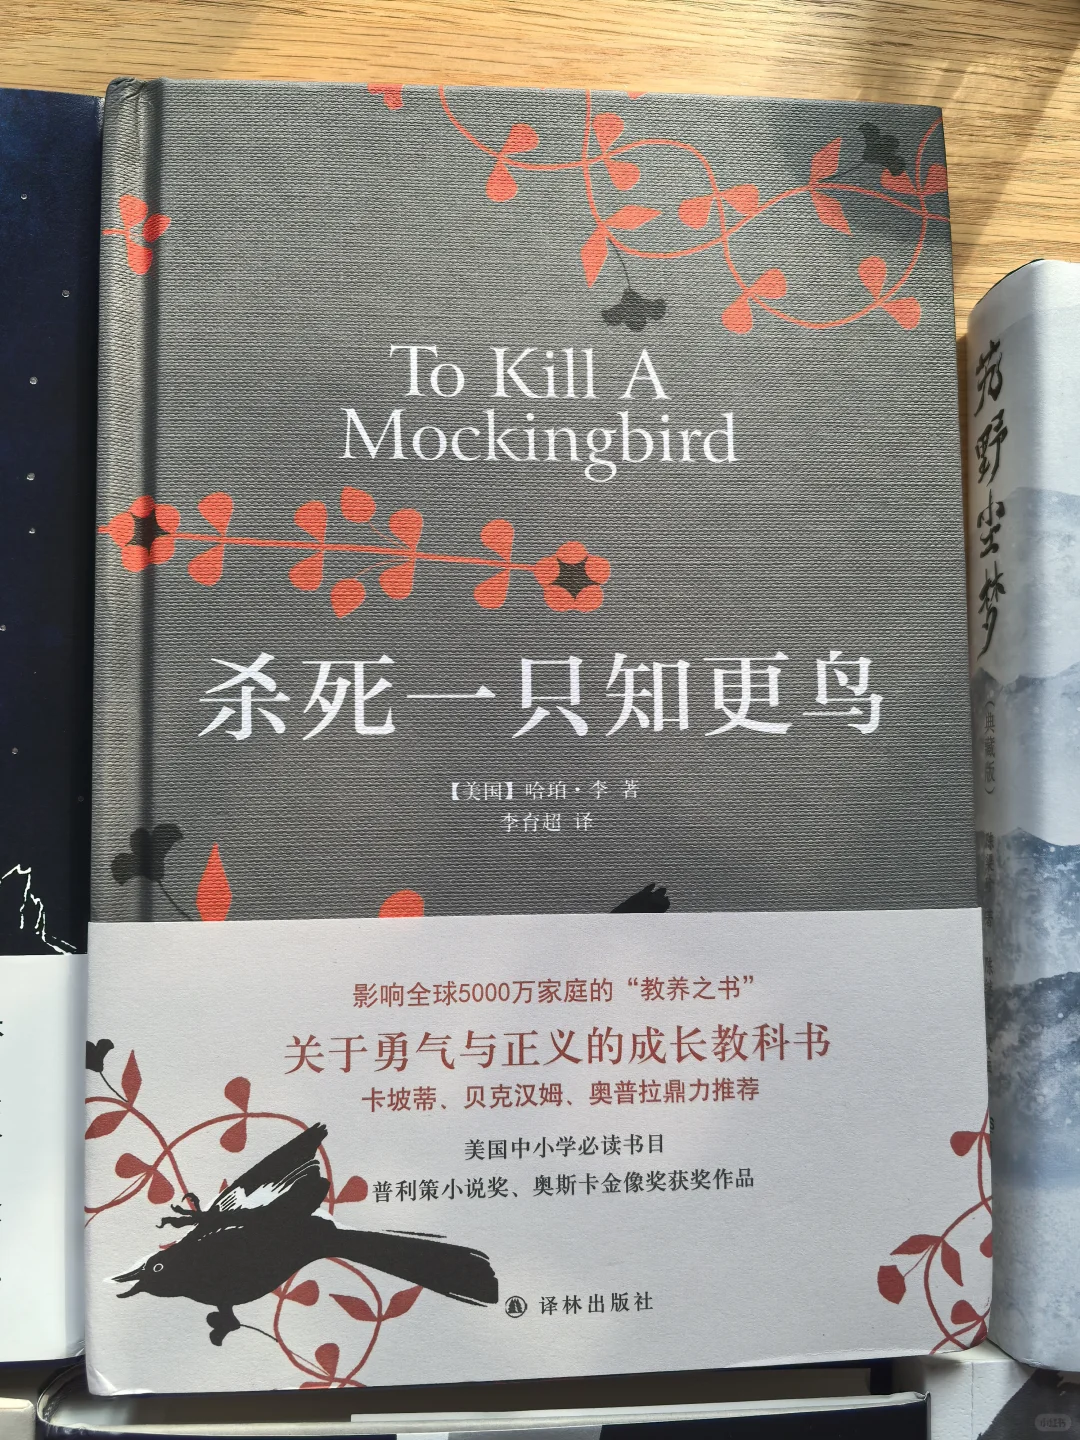 To Kill A
Mockingbird
杀死一只知更鸟
【美国】哈珀·李 著
李育超 译
影响全球5000万家庭的“教养之书”
关于勇气与正义的成长教科书
卡坡蒂、贝克汉姆、奥普拉鼎力推荐
美国中小学必读书目
普利策小说奖、奥斯卡金像奖获奖作品
译林出版社
荒野尘梦
（典藏版）
小红书